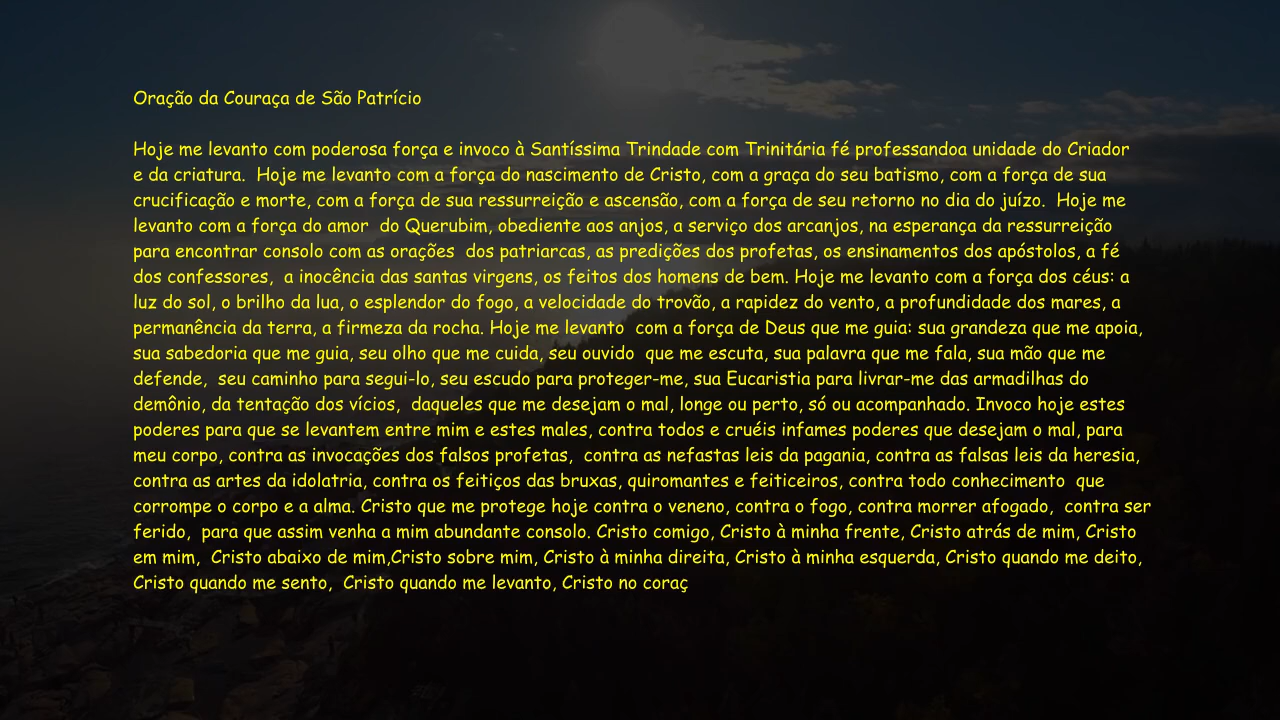 Oração da Couraça de São Patrício
Hoje me levanto com poderosa força e invoco à Santíssima Trindade com Trinitária fé professandoa unidade do Criador
e da criatura.  Hoje me levanto com a força do nascimento de Cristo, com a graça do seu batismo, com a força de sua
crucificação e morte, com a força de sua ressurreição e ascensão, com a força de seu retorno no dia do juízo.  Hoje me
levanto com a força do amor  do Querubim, obediente aos anjos, a serviço dos arcanjos, na esperança da ressurreição
para encontrar consolo com as orações  dos patriarcas, as predições dos profetas, os ensinamentos dos apóstolos, a fé
dos confessores,  a inocência das santas virgens, os feitos dos homens de bem. Hoje me levanto com a força dos céus: a
luz do sol, o brilho da lua, o esplendor do fogo, a velocidade do trovão, a rapidez do vento, a profundidade dos mares, a
permanência da terra, a firmeza da rocha. Hoje me levanto  com a força de Deus que me guia: sua grandeza que me apoia,
sua sabedoria que me guia, seu olho que me cuida, seu ouvido  que me escuta, sua palavra que me fala, sua mão que me
defende,  seu caminho para segui-lo, seu escudo para proteger-me, sua Eucaristia para livrar-me das armadilhas do
demônio, da tentação dos vícios,  daqueles que me desejam o mal, longe ou perto, só ou acompanhado. Invoco hoje estes
poderes para que se levantem entre mim e estes males, contra todos e cruéis infames poderes que desejam o mal, para
meu corpo, contra as invocações dos falsos profetas,  contra as nefastas leis da pagania, contra as falsas leis da heresia,
contra as artes da idolatria, contra os feitiços das bruxas, quiromantes e feiticeiros, contra todo conhecimento  que
corrompe o corpo e a alma. Cristo que me protege hoje contra o veneno, contra o fogo, contra morrer afogado,  contra ser
ferido,  para que assim venha a mim abundante consolo. Cristo comigo, Cristo à minha frente, Cristo atrás de mim, Cristo
em mim,  Cristo abaixo de mim,Cristo sobre mim, Cristo à minha direita, Cristo à minha esquerda, Cristo quando me deito,
Cristo quando me sento,  Cristo quando me levanto, Cristo no coraç